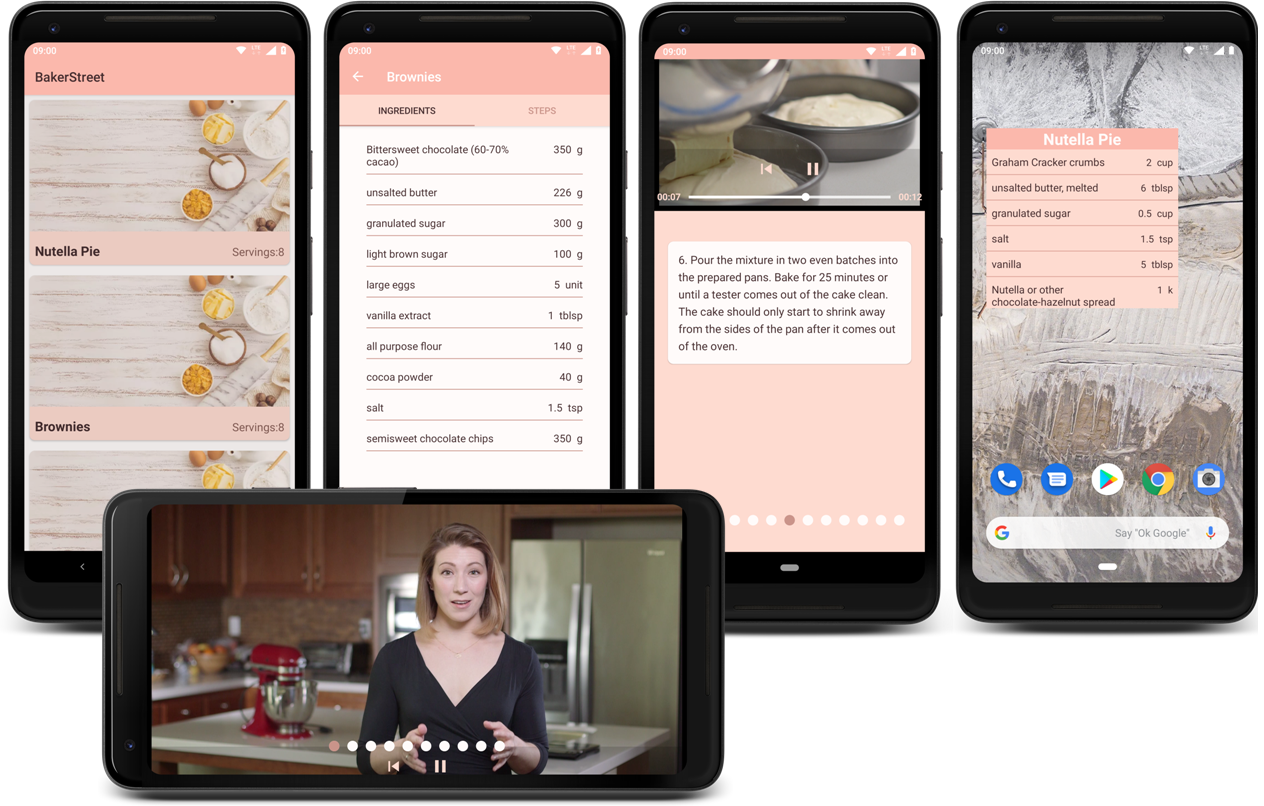 09:00
LTE
BakerStreet
Nutella Pie
Servings:8
Brownies
Servings:8
09:00
LTE
Brownies
INGREDIENTS
STEPS
Bittersweet chocolate (60-70%
cacao)
350 g
unsalted butter
226 g
granulated sugar
300 g
light brown sugar
100 g
large eggs
5 unit
vanilla extract
1 tblsp
all purpose flour
140 g
cocoa powder
40 g
salt
1.5 tsp
semisweet chocolate chips
350 g
09:00
LTE
00:07
00:12
6. Pour the mixture in two even batches into
the prepared pans. Bake for 25 minutes or
until a tester comes out of the cake clean.
The cake should only start to shrink away
from the sides of the pan after it comes out
of the oven.
09:00
LTE
Nutella Pie
Graham Cracker crumbs
2 cup
unsalted butter, melted
6 tblsp
granulated sugar
0.5 cup
salt
1.5 tsp
vanilla
5 tblsp
Nutella or other
chocolate-hazelnut spread
1 k
G
Say "Ok Google"